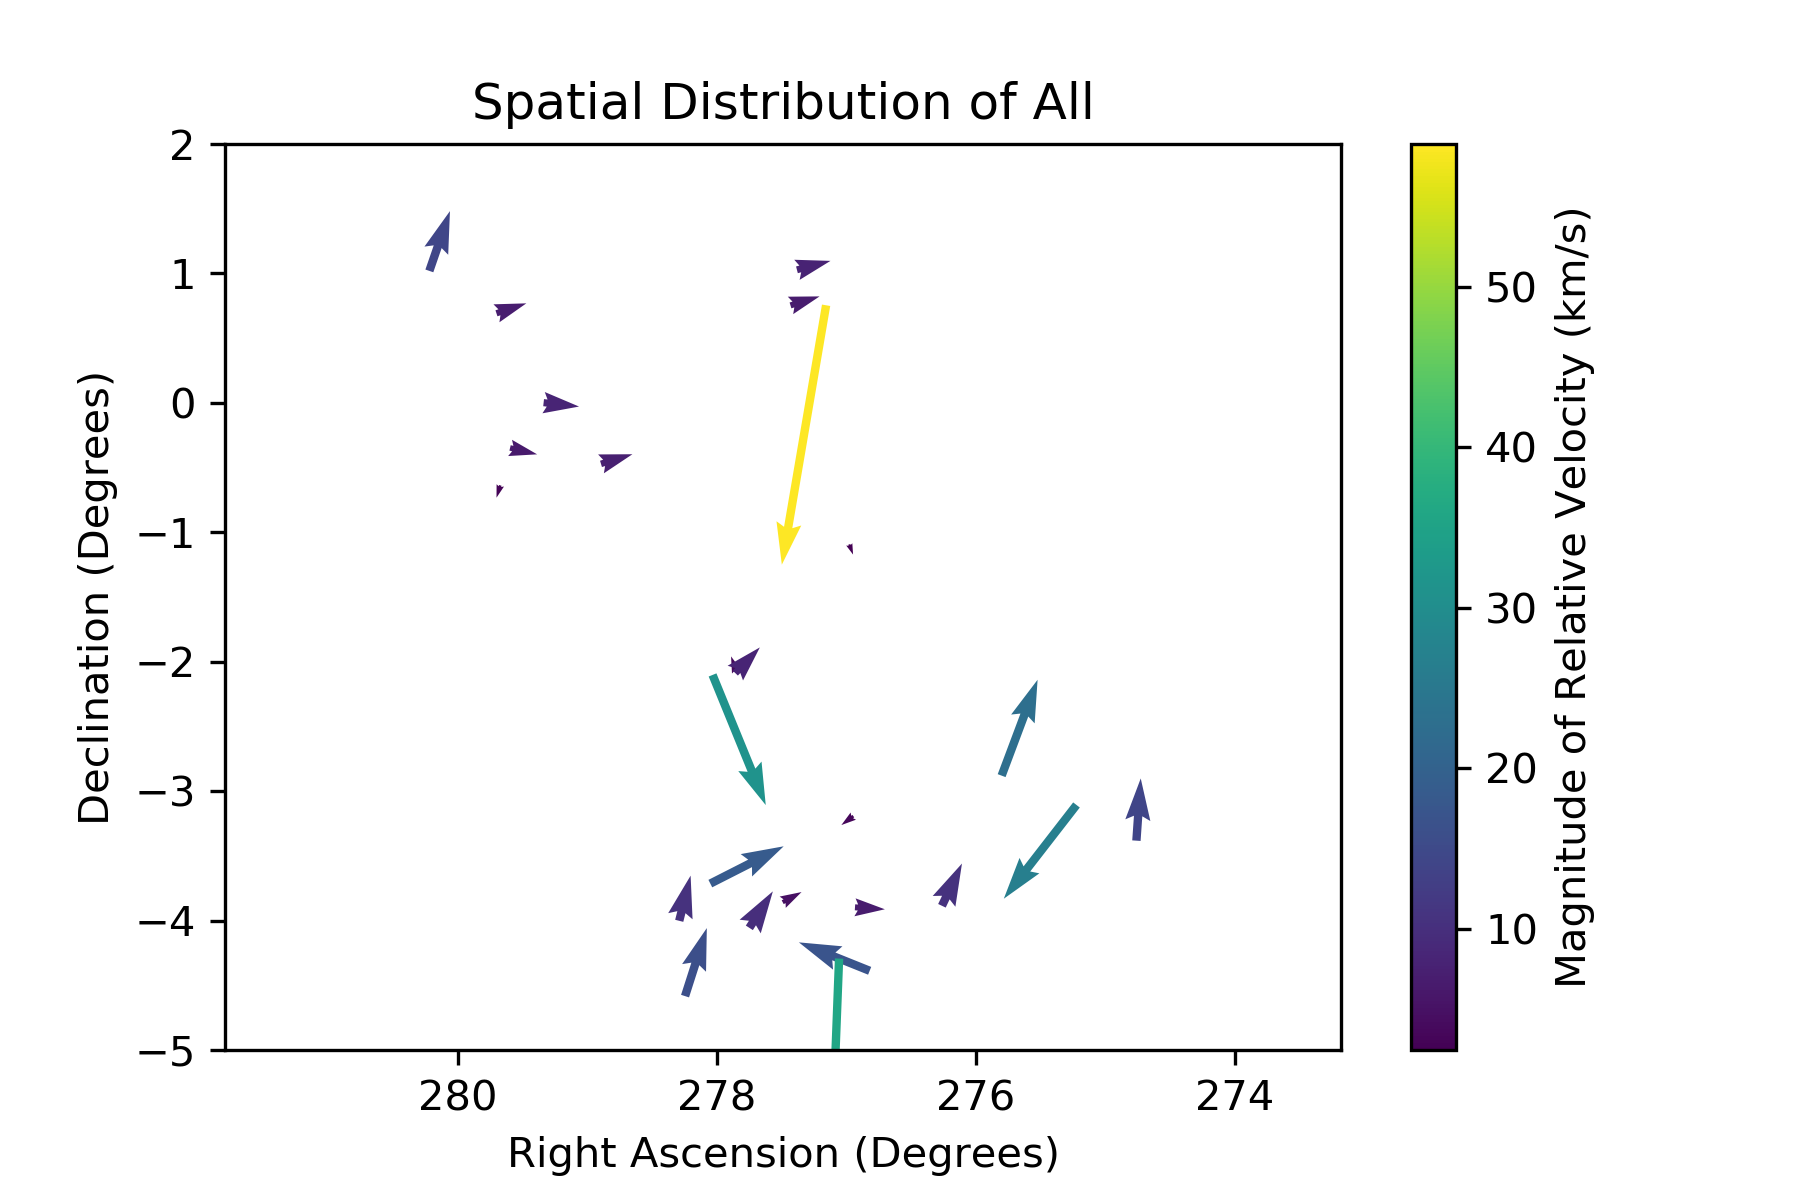 Spatial Distribution of All
2
1
0
−1
−2
−3
−4
−5
Declination (Degrees)
280 278 276 274
Right Ascension (Degrees)
50
40
30
20
10
Magnitude of Relative Velocity (km/s)